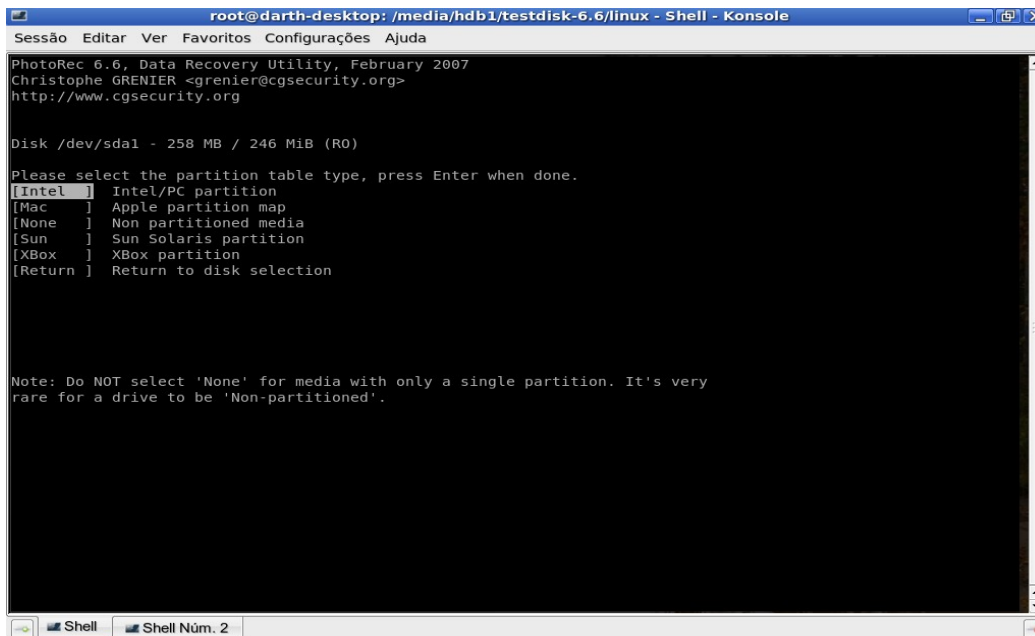 root@darth-desktop: /media/hdb1/testdisk-6.6/linux - Shell - Konsole
Sessão Editar Ver Favoritos Configurações Ajuda
PhotoRec 6.6, Data Recovery Utility, February 2007
Christophe GRENIER <grenier@cgsecurity.org>
http://www.cgsecurity.org
Disk /dev/sda1 - 258 MB / 246 MiB (RO)
Please select the partition table type, press Enter when done.
[Intel  ]  Intel/PC partition
[Mac    ]  Apple partition map
[None   ]  Non partitioned media
[Sun    ]  Sun Solaris partition
[XBox   ]  XBox partition
[Return ]  Return to disk selection
Note: Do NOT select 'None' for media with only a single partition. It's very
rare for a drive to be 'Non-partitioned'.
Shell Shell Núm. 2